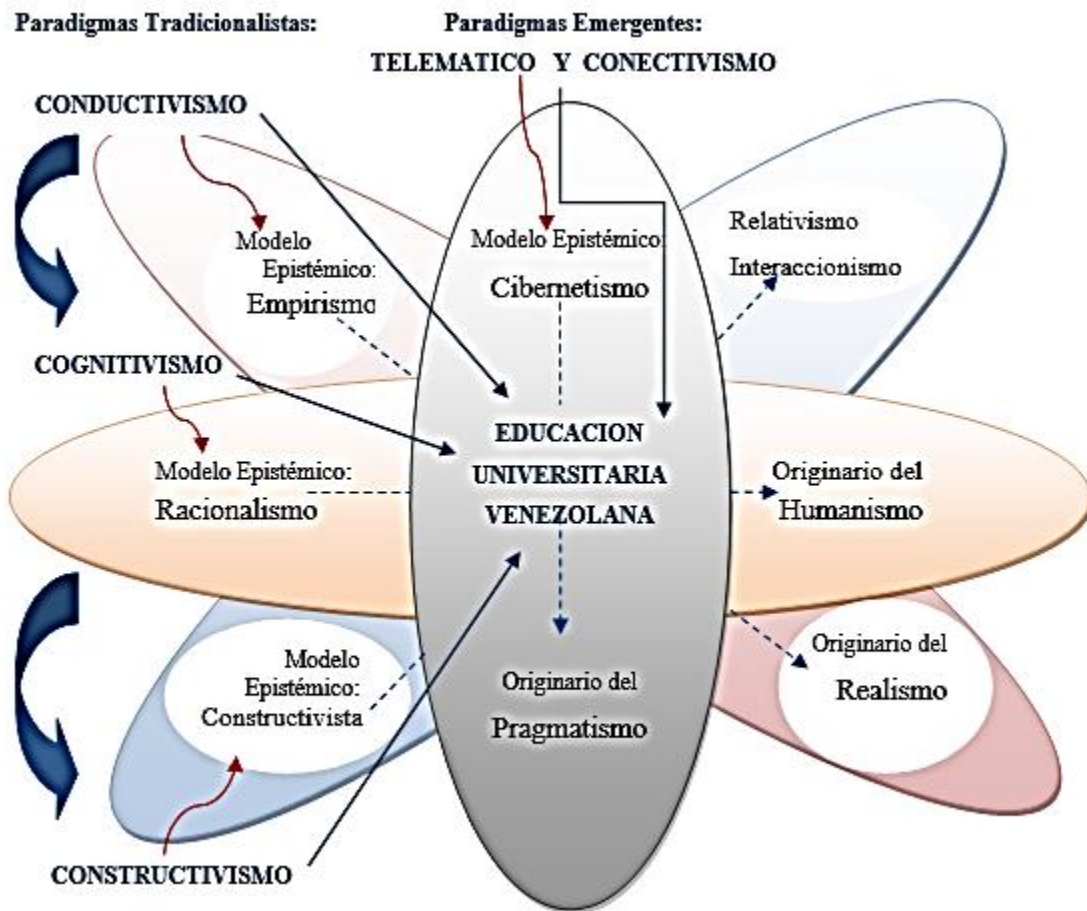 Paradigmas Tradicionalistas:
Paradigmas Emergentes:
TELEMATICO Y CONECTIVISMO
CONDUCTIVISMO
Modelo
Epistémico:
Empirismo
Modelo Epistémico:
Cibernetismo
Relativismo
Interaccionismo
COGNITIVISMO
Modelo Epistémico:
Racionalismo
EDUCACION
UNIVERSITARIA
VENEZOLANA
Originario del
Humanismo
Modelo
Epistémico:
Constructivista
Originario del
Pragmatismo
Originario del
Realismo
CONSTRUCTIVISMO